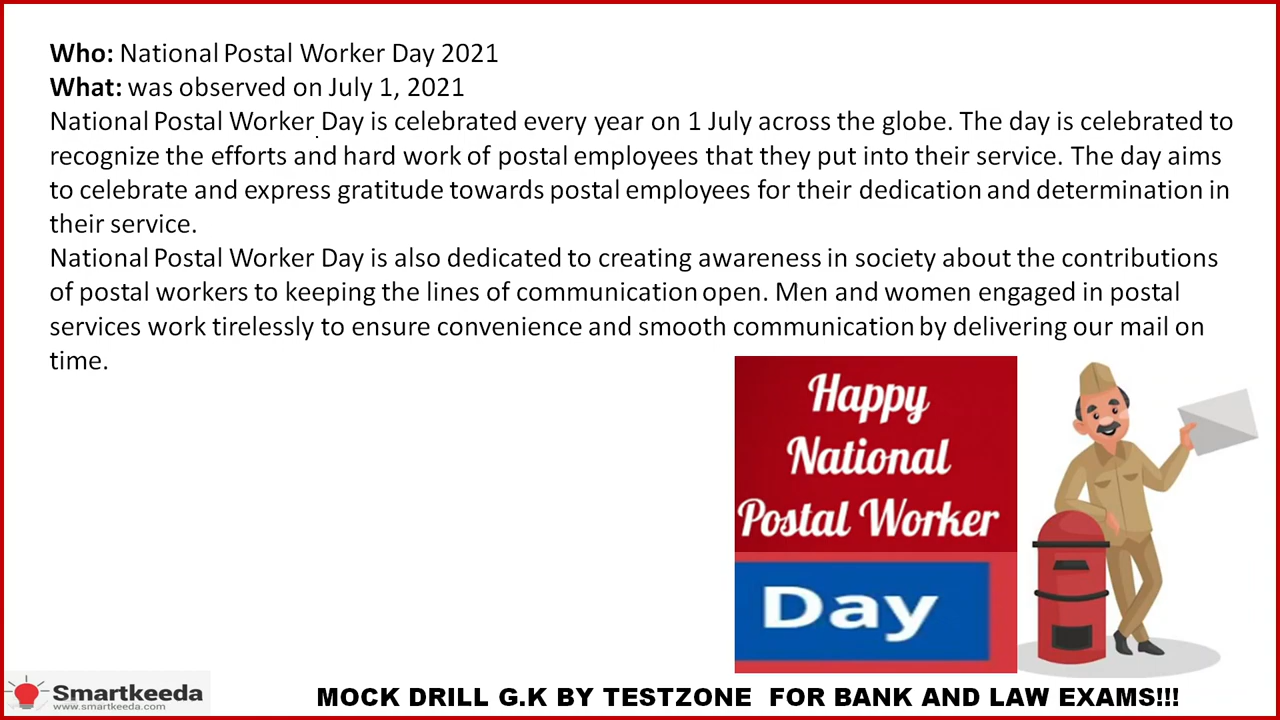 Who: National Postal Worker Day 2021
What: was observed on July 1, 2021
National Postal Worker Day is celebrated every year on 1 July across the globe. The day is celebrated to
recognize the efforts and hard work of postal employees that they put into their service. The day aims
to celebrate and express gratitude towards postal employees for their dedication and determination in
their service.
National Postal Worker Day is also dedicated to creating awareness in society about the contributions
of postal workers to keeping the lines of communication open. Men and women engaged in postal
services work tirelessly to ensure convenience and smooth communication by delivering our mail on
time.
Happy
National
Postal Worker
Day
Smartkeeda
www.smartkeeda.com
MOCK DRILL G.K BY TESTZONE FOR BANK AND LAW EXAMS!!!